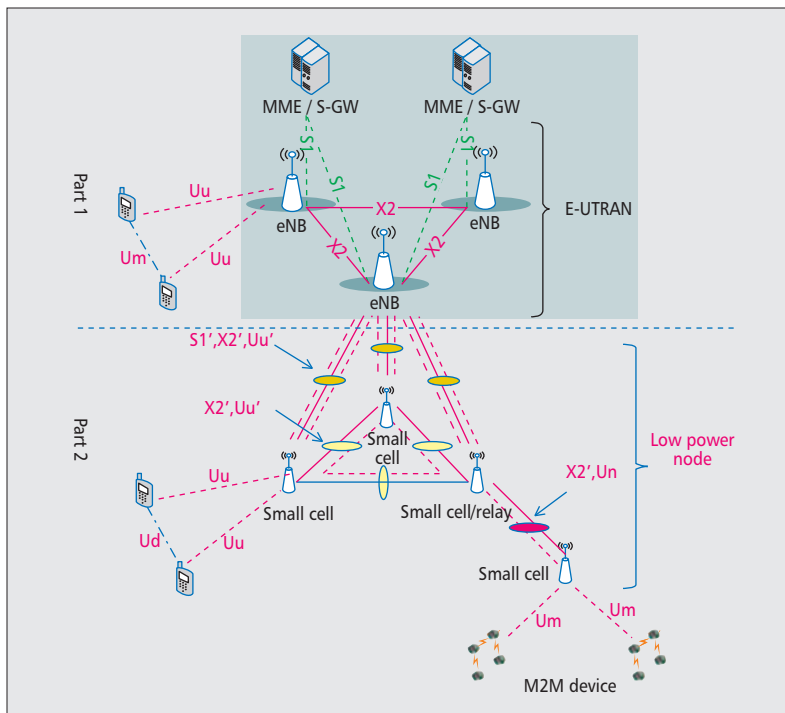 MME / S-GW
MME / S-GW
S1
S1
S1
S1
Part 1
Uu
Um
Uu
eNB
X2
eNB
E-UTRAN
X2
X2
eNB
S1′,X2′,Uu′
X2′,Uu′
Part 2
Small
cell
Low power
node
Uu
Small cell
Small cell/relay
X2′,Un
Ud
Uu
Small cell
Um
Um
M2M device